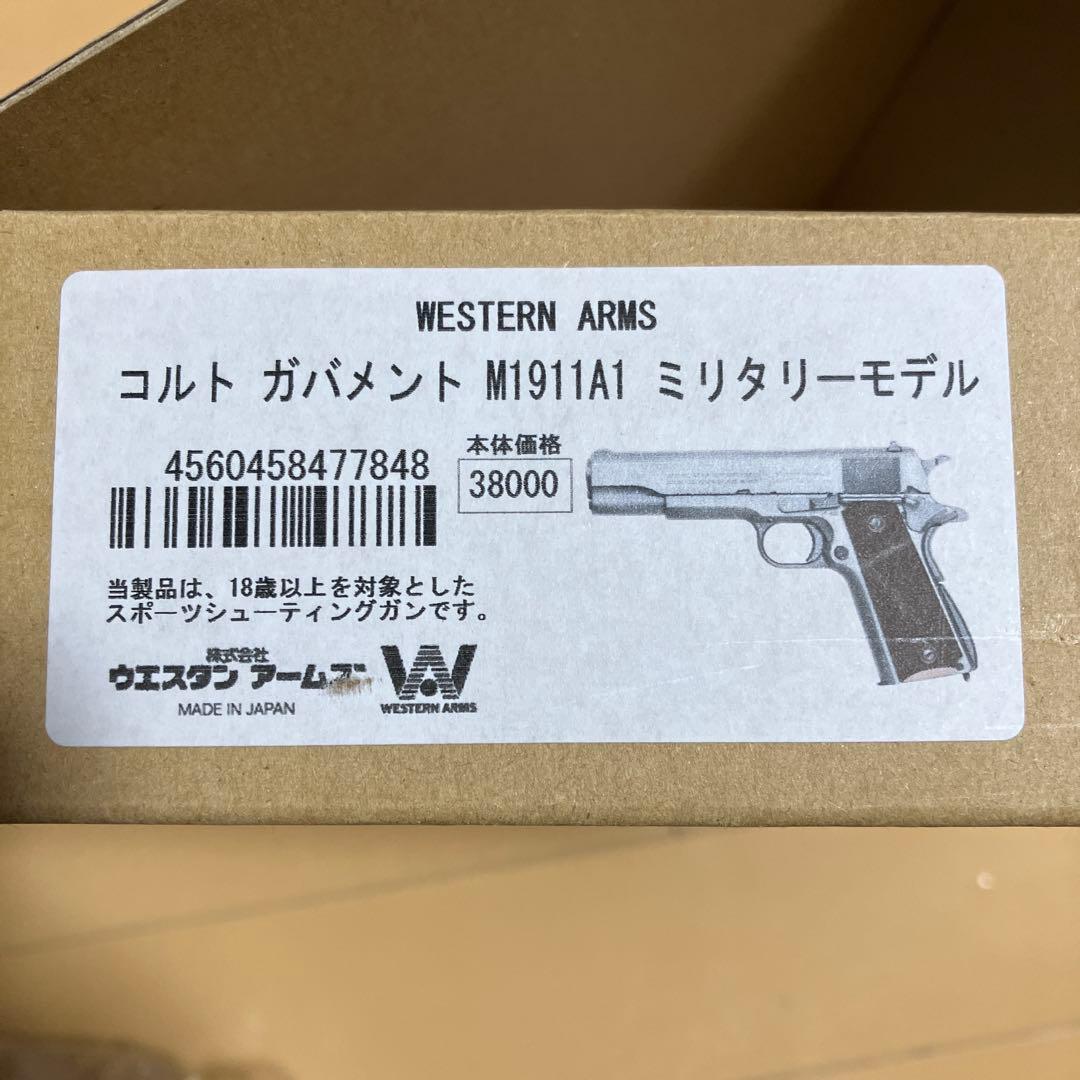 WESTERN ARMS
コルト ガバメント M1911A1 ミリタリーモデル
4560458477848
本体価格
38000
当製品は、18歳以上を対象とした
スポーツシューティングガンです。
株式会社
ウエスタン アームス
MADE IN JAPAN
WA
WESTERN ARMS